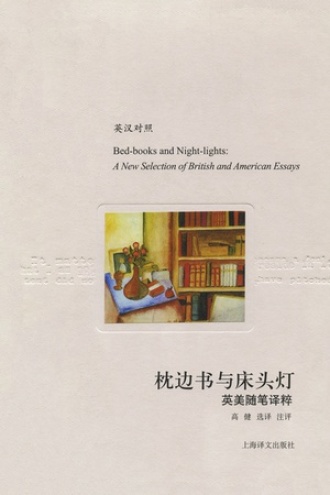 英汉对照
Bed-books and Night-lights:
A New Selection of British and American Essays
枕边书与床头灯
英美随笔译粹
高健 选译 注评
上海译文出版社